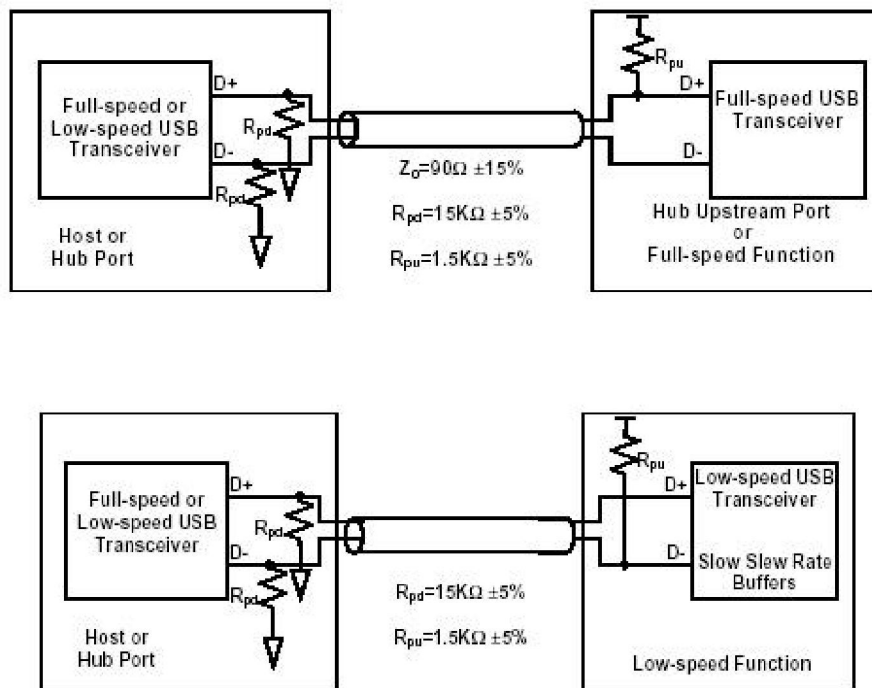 Full-speed or
Low-speed USB
Transceiver
D+
D-
Rpd
Rpd
Host or
Hub Port
Zo=90Ω ±15%
Rpd=15KΩ ±5%
Rpu=1.5KΩ ±5%
Rpu
D+
D-
Full-speed USB
Transceiver
Hub Upstream Port
or
Full-speed Function
Full-speed or
Low-speed USB
Transceiver
D+
D-
Rpd
Rpd
Host or
Hub Port
Rpd=15KΩ ±5%
Rpu=1.5KΩ ±5%
Rpu
D+
D-
Low-speed USB
Transceiver
Slow Slew Rate
Buffers
Low-speed Function